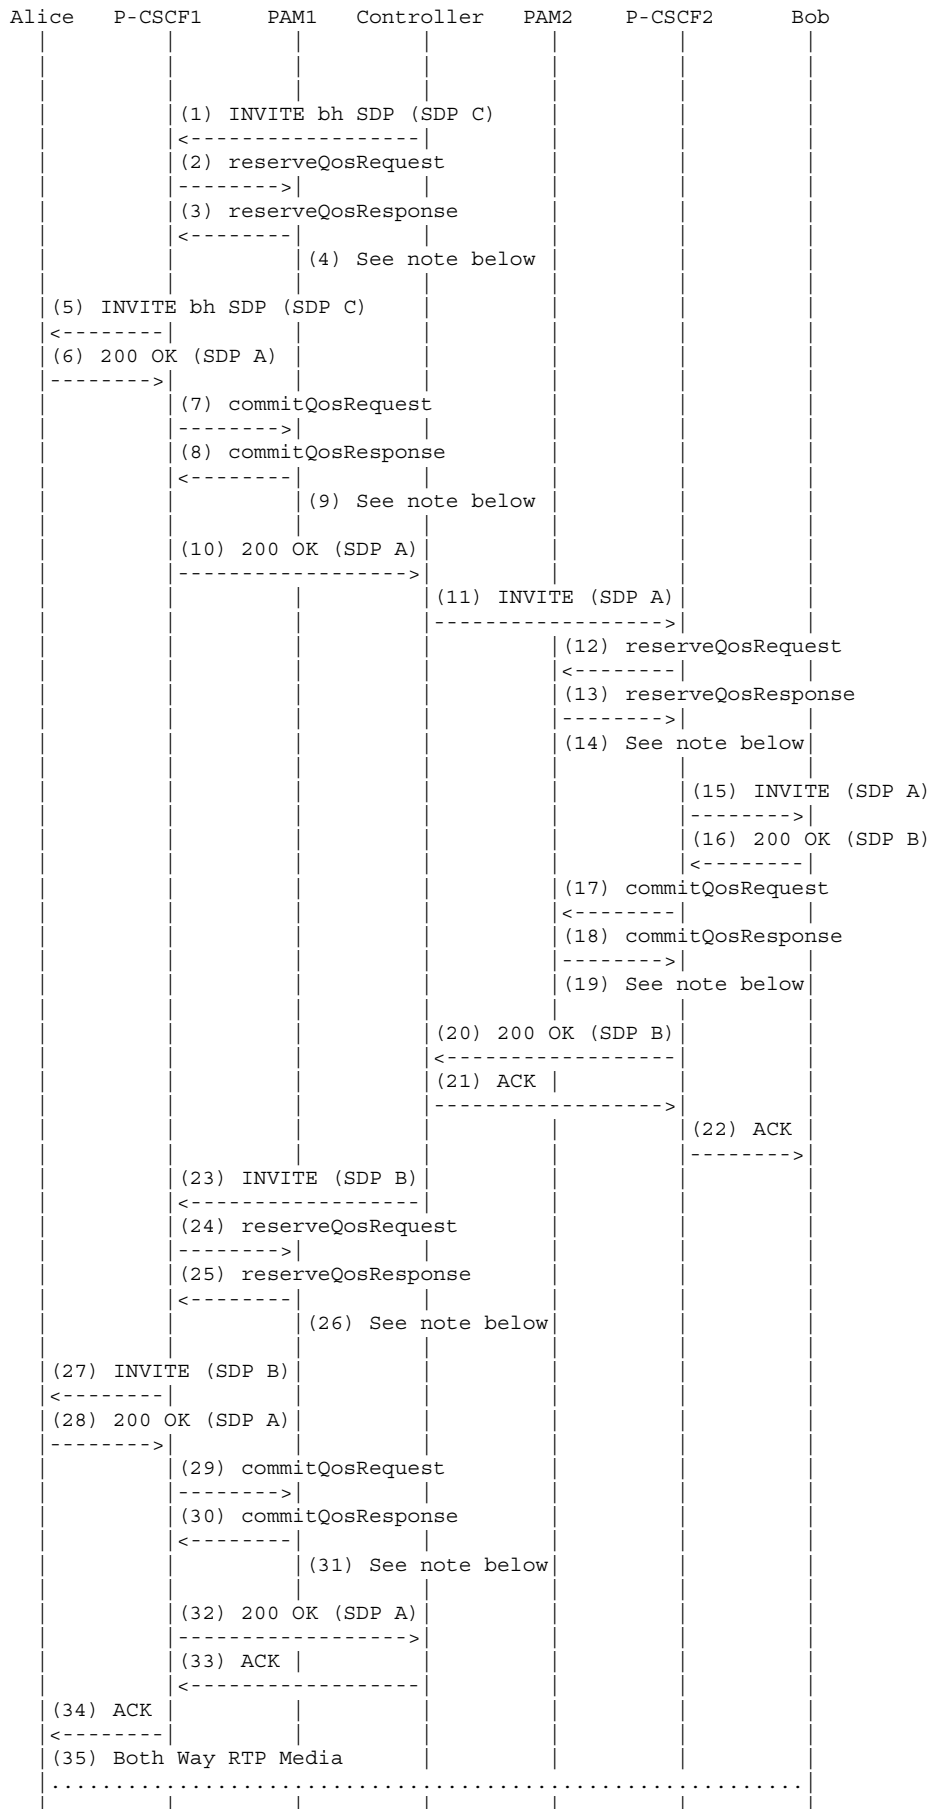 Alice P-CSCF1 PAM1 Controller PAM2 P-CSCF2 Bob
(1) INVITE bh SDP (SDP C)
(2) reserveQosRequest
(3) reserveQosResponse
(4) See note below
(5) INVITE bh SDP (SDP C)
(6) 200 OK (SDP A)
(7) commitQosRequest
(8) commitQosResponse
(9) See note below
(10) 200 OK (SDP A)
(11) INVITE (SDP A)
(12) reserveQosRequest
(13) reserveQosResponse
(14) See note below
(15) INVITE (SDP A)
(16) 200 OK (SDP B)
(17) commitQosRequest
(18) commitQosResponse
(19) See note below
(20) 200 OK (SDP B)
(21) ACK
(22) ACK
(23) INVITE (SDP B)
(24) reserveQosRequest
(25) reserveQosResponse
(26) See note below
(27) INVITE (SDP B)
(28) 200 OK (SDP A)
(29) commitQosRequest
(30) commitQosResponse
(31) See note below
(32) 200 OK (SDP A)
(33) ACK
(34) ACK
(35) Both Way RTP Media